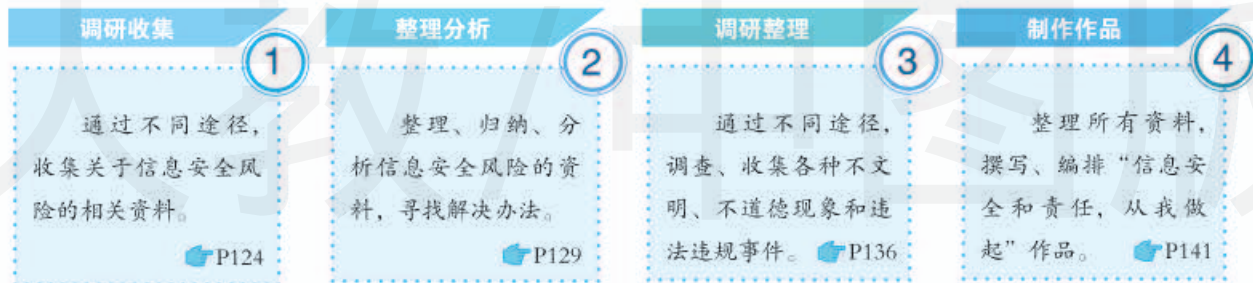 调研收集
1
通过不同途径,
收集关于信息安全风
险的相关资料。
P124
整理分析
2
整理、归纳、分
析信息安全风险的资
料, 寻找解决办法。
P129
调研整理
3
通过不同途径,
调查、收集各种不文
明、不道德现象和违
法违规事件。 P136
制作作品
4
整理所有资料,
撰写、编排“信息安
全和责任, 从我做
起”作品。 P141
人教/中图版